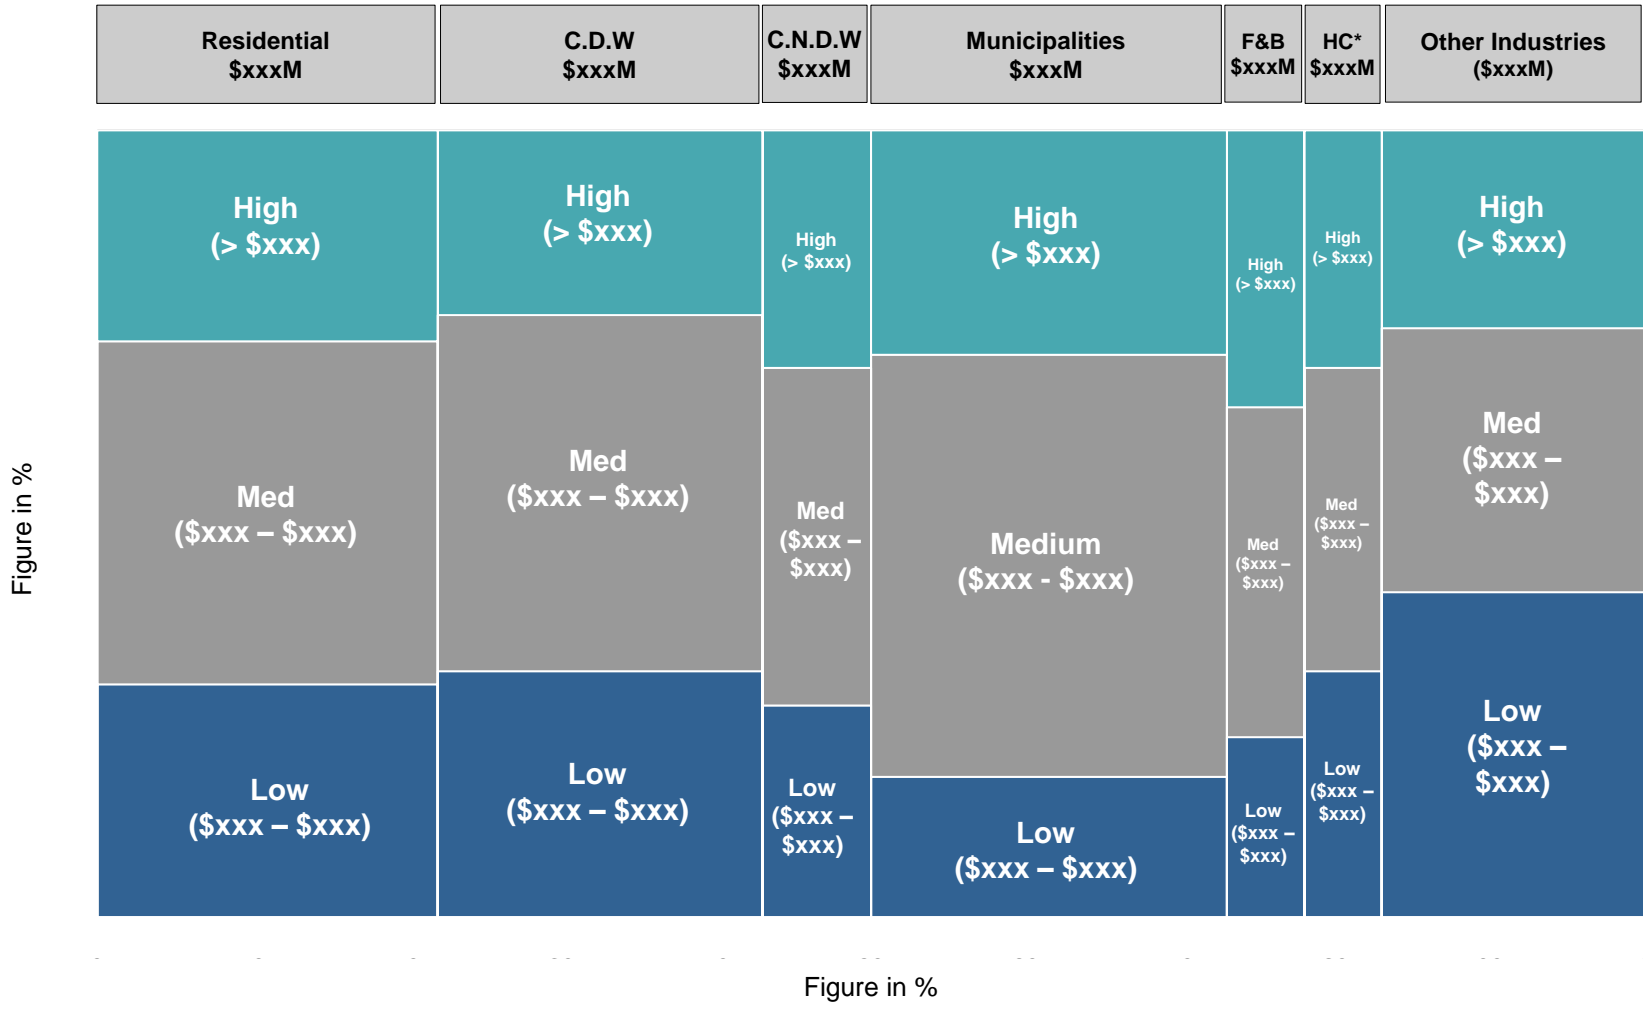 Residential
$xxxM
C.D.W
$xxxM
C.N.D.W
$xxxM
Municipalities
$xxxM
F&B
$xxxM
HC*
$xxxM
Other Industries
($xxxM)
High
(> $xxx)
High
(> $xxx)
High
(> $xxx)
High
(> $xxx)
High
(> $xxx)
High
(> $xxx)
High
(> $xxx)
Med
($xxx – $xxx)
Med
($xxx – $xxx)
Med
($xxx –
$xxx)
Medium
($xxx - $xxx)
Med
($xxx –
$xxx)
Med
($xxx –
$xxx)
Med
($xxx –
$xxx)
Low
($xxx – $xxx)
Low
($xxx – $xxx)
Low
($xxx –
$xxx)
Low
($xxx – $xxx)
Low
($xxx –
$xxx)
Low
($xxx –
$xxx)
Low
($xxx –
$xxx)
Figure in %
Figure in %